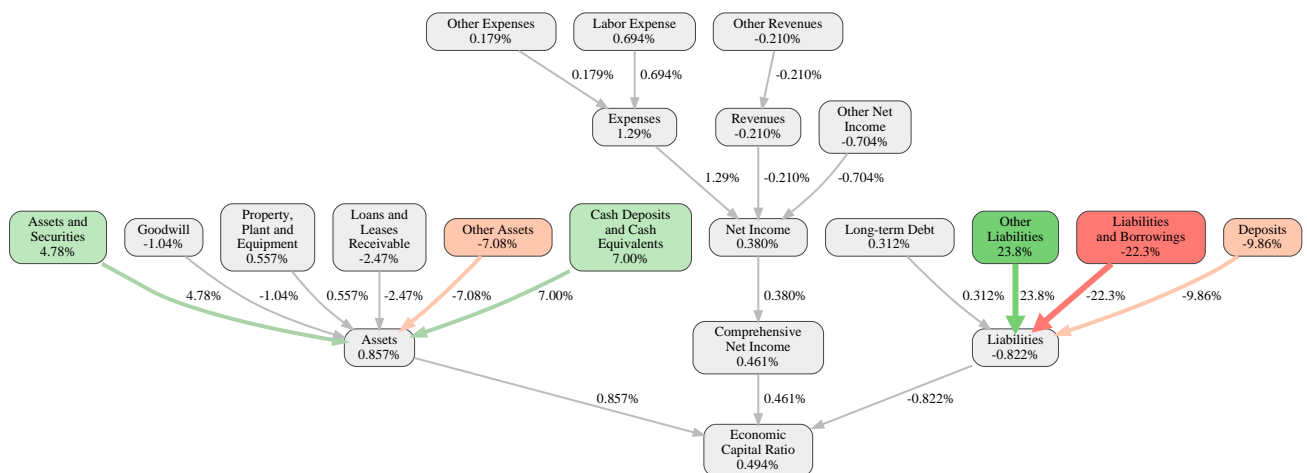 Other Expenses
0.179%
Labor Expense
0.694%
Other Revenues
-0.210%
0.179%
0.694%
-0.210%
Expenses
1.29%
Revenues
-0.210%
Other Net
Income
-0.704%
1.29%
-0.210%
-0.704%
Assets and
Securities
4.78%
Goodwill
-1.04%
Property,
Plant and
Equipment
0.557%
Loans and
Leases
Receivable
-2.47%
Other Assets
-7.08%
Cash Deposits
and Cash
Equivalents
7.00%
Net Income
0.380%
Long-term Debt
0.312%
Other
Liabilities
23.8%
Liabilities
and Borrowings
-22.3%
Deposits
-9.86%
4.78%
-1.04%
0.557%
-2.47%
-7.08%
7.00%
0.380%
0.312%
23.8%
-22.3%
-9.86%
Assets
0.857%
Comprehensive
Net Income
0.461%
Liabilities
-0.822%
0.857%
0.461%
-0.822%
Economic
Capital Ratio
0.494%